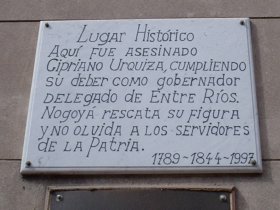 Lugar Histórico
Aquí fue asesinado
Cipriano Urquiza, cumpliendo
su deber como gobernador
delegado de Entre Ríos.
Nogoyá rescata su figura
y no olvida a los servidores
de la Patria.
1789-1844-1997